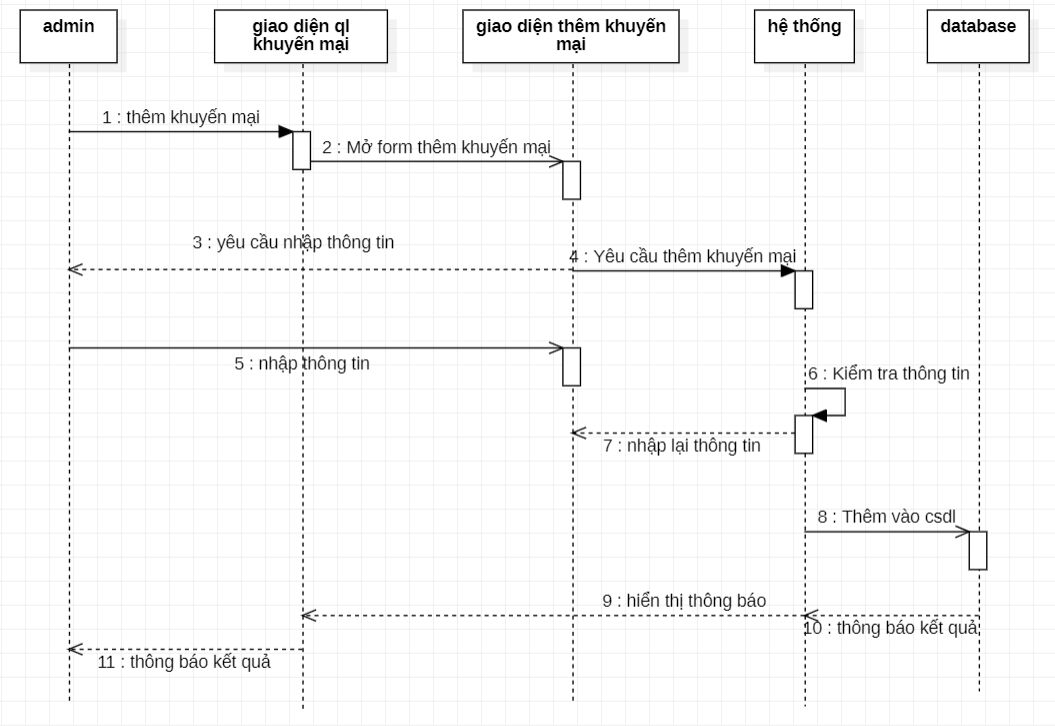 admin
giao diện ql
khuyến mại
giao diện thêm khuyến
mại
hệ thống
database
1 : thêm khuyến mại
2 : Mở form thêm khuyến mại
3 : yêu cầu nhập thông tin
4 : Yêu cầu thêm khuyến mại
5 : nhập thông tin
6 : Kiểm tra thông tin
7 : nhập lại thông tin
8 : Thêm vào csdl
9 : hiển thị thông báo
10 : thông báo kết quả
11 : thông báo kết quả